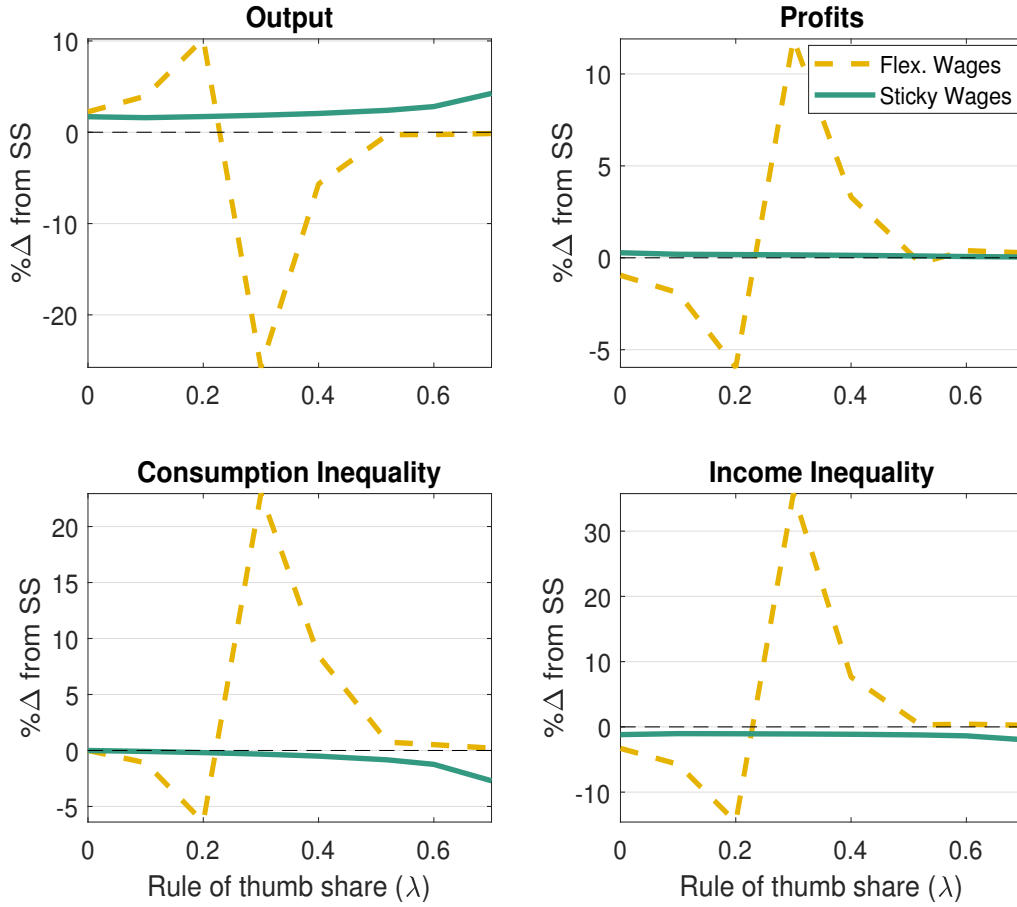 Output
10
0
-10
-20
%Δ from SS
0
0.2
0.4
0.6
Profits
Flex. Wages
Sticky Wages
10
5
0
-5
%Δ from SS
0
0.2
0.4
0.6
Consumption Inequality
20
15
10
5
0
-5
%Δ from SS
0
0.2
0.4
0.6
Rule of thumb share (λ)
Income Inequality
30
20
10
0
-10
%Δ from SS
0
0.2
0.4
0.6
Rule of thumb share (λ)